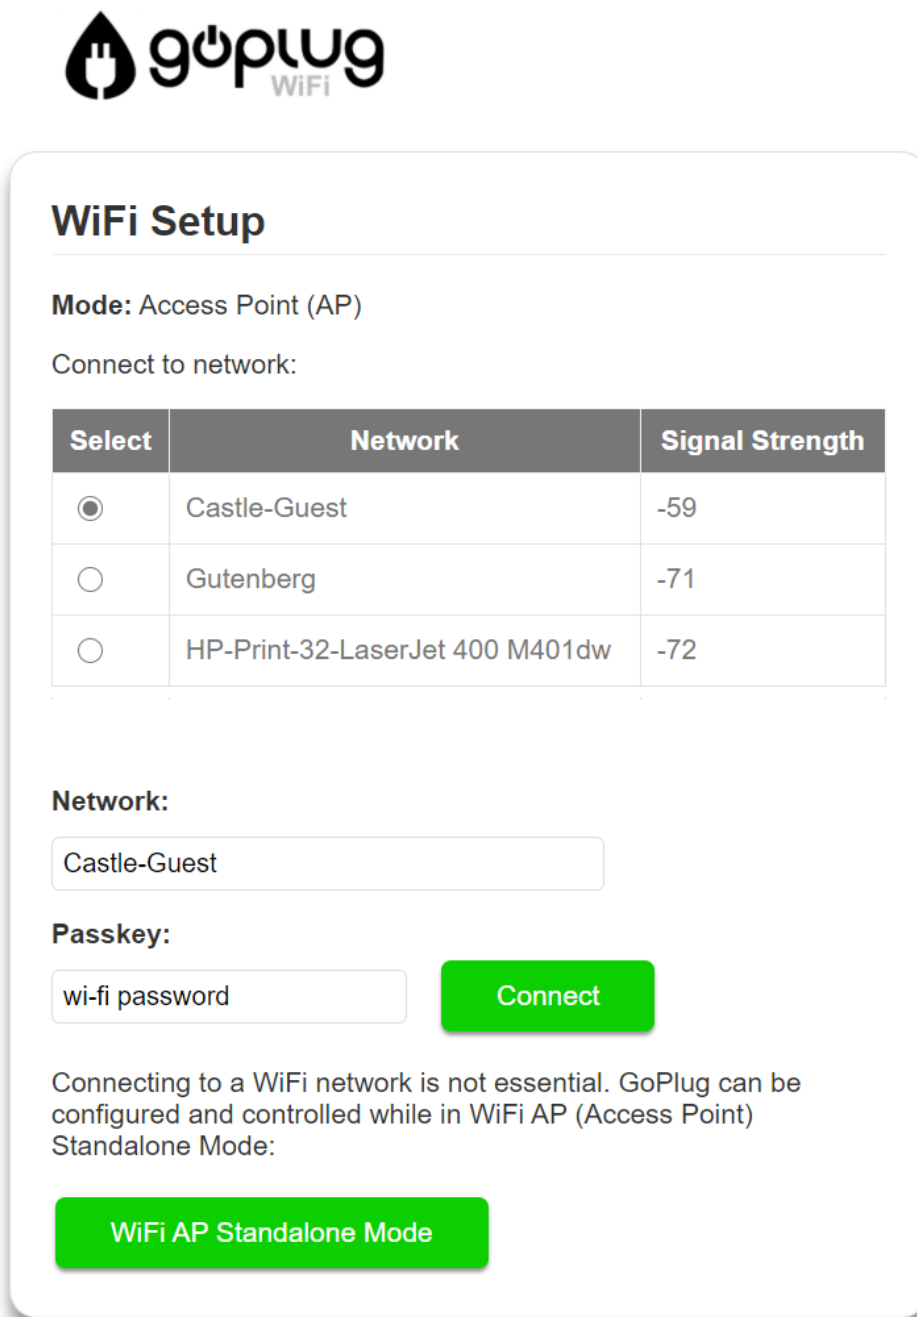 goplug
WiFi
WiFi Setup
Mode: Access Point (AP)
Connect to network:
Select Network Signal Strength
Castle-Guest -59
Gutenberg -71
HP-Print-32-LaserJet 400 M401dw -72
Network:
Castle-Guest
Passkey:
wi-fi password Connect
Connecting to a WiFi network is not essential. GoPlug can be
configured and controlled while in WiFi AP (Access Point)
Standalone Mode:
WiFi AP Standalone Mode